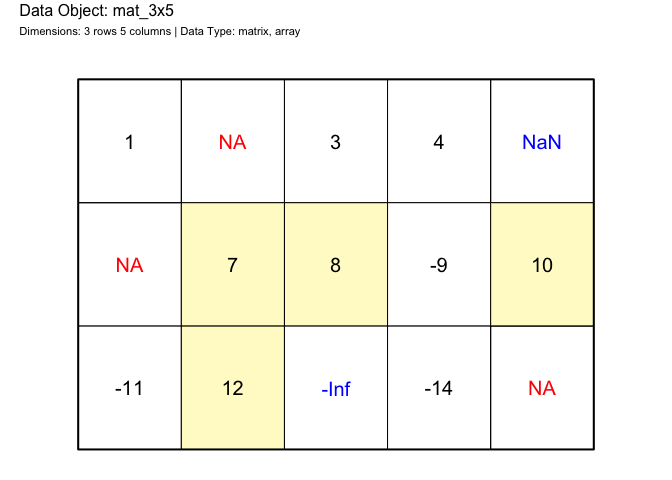 Data Object: mat_3x5
Dimensions: 3 rows 5 columns | Data Type: matrix, array
1 NA 3 4 NaN
NA 7 8 -9 10
-11 12 -Inf -14 NA